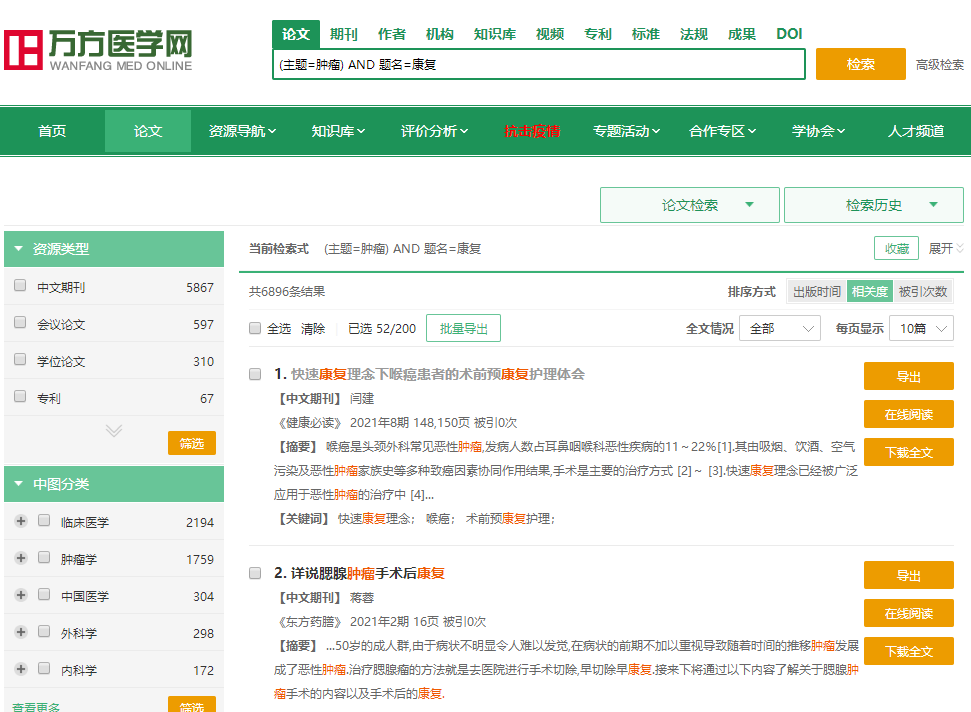 万方医学网
WANFANG MED ONLINE
论文 期刊 作者 机构 知识库 视频 专利 标准 法规 成果 DOI
(主题=肿瘤) AND 题名=康复
检索 高级检索
首页 论文 资源导航 知识库 评价分析 抗击疫情 专题活动 合作专区 学协会 人才频道
论文检索 检索历史
资源类型
中文期刊 5867
会议论文 597
学位论文 310
专利 67
筛选
中图分类
临床医学 2194
肿瘤学 1759
中国医学 304
外科学 298
内科学 172
查看更多 筛选
当前检索式 (主题=肿瘤) AND 题名=康复 收藏 展开
共6896条结果 排序方式 出版时间 相关度 被引次数
全选 清除 已选 52/200 批量导出 全文情况 全部 每页显示 10篇
1. 快速康复理念下喉癌患者的术前预康复护理体会
【中文期刊】 闫建
《健康必读》 2021年8期 148,150页 被引0次
【摘要】 喉癌是头颈外科常见恶性肿瘤,发病人数占耳鼻咽喉科恶性疾病的11～22%[1].其由吸烟、饮酒、空气
污染及恶性肿瘤家族史等多种致癌因素协同作用结果,手术是主要的治疗方式 [2]～ [3].快速康复理念已经被广泛
应用于恶性肿瘤的治疗中 [4]...
【关键词】 快速康复理念； 喉癌； 术前预康复护理；
导出
在线阅读
下载全文
2. 详说腮腺肿瘤手术后康复
【中文期刊】 蒋蓉
《东方药膳》 2021年2期 16页 被引0次
【摘要】 ...50岁的成人群,由于病状不明显令人难以发觉,在病状的前期不加以重视导致随着时间的推移肿瘤发展
成了恶性肿瘤.治疗腮腺瘤的方法就是去医院进行手术切除,早切除早康复.接来下将通过以下内容了解关于腮腺肿
瘤手术的内容以及手术后的康复.
导出
在线阅读
下载全文